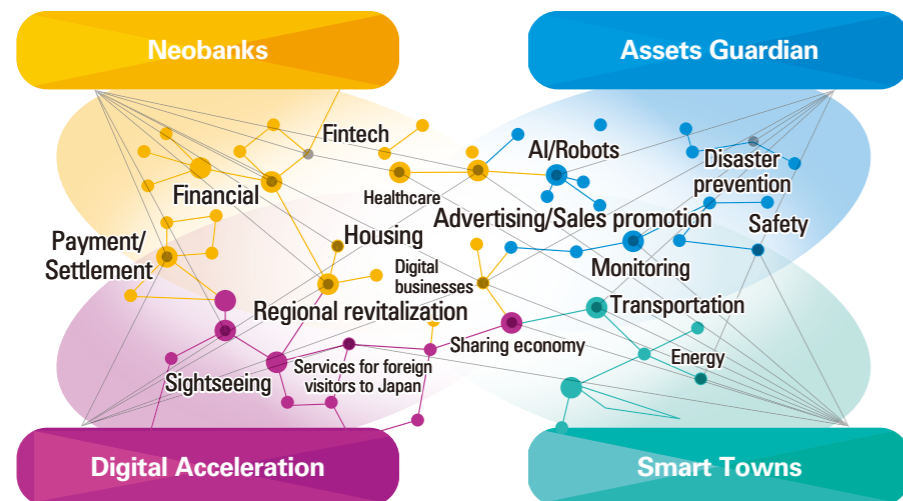 Neobanks
Assets Guardian
Fintech
AI/Robots
Disaster
prevention
Financial
Healthcare
Advertising/Sales promotion
Safety
Payment/
Settlement
Housing
Monitoring
Digital
businesses
Regional revitalization
Transportation
Sharing economy
Energy
Sightseeing
Services for foreign
visitors to Japan
Digital Acceleration
Smart Towns